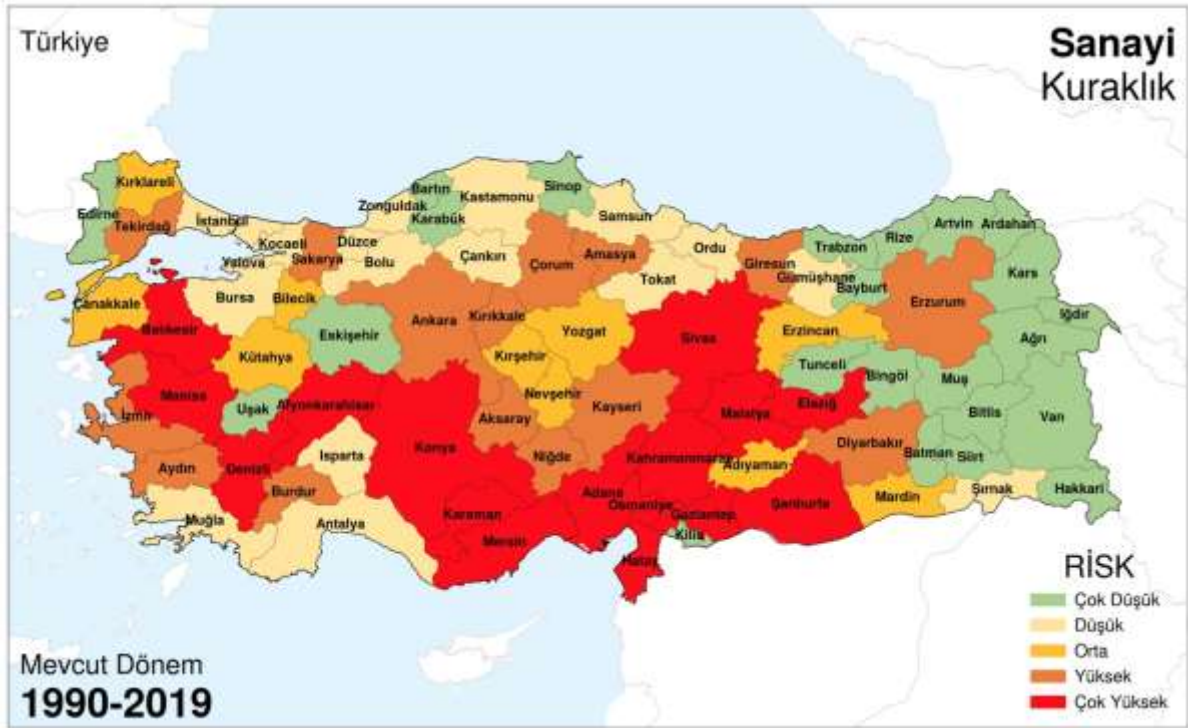 Türkiye
Sanayi
Kuraklık
Kırklareli
Edirne
Tekirdağ
İstanbul
Kocaeli
Yalova
Sakarya
Düzce
Bolu
Zonguldak
Bartın
Karabük
Kastamonu
Sinop
Çankırı
Samsun
Çorum
Amasya
Ordu
Tokat
Giresun
Gümüşhane
Trabzon
Bayburt
Rize
Artvin
Ardahan
Kars
Erzurum
Iğdır
Ağrı
Çanakkale
Balıkesir
Bursa
Bilecik
Eskişehir
Kütahya
Ankara
Kırıkkale
Yozgat
Kırşehir
Nevşehir
Sivas
Erzincan
Tunceli
Bingöl
Muş
Bitlis
Van
Manisa
İzmir
Uşak
Afyonkarahisar
Konya
Aksaray
Kayseri
Niğde
Malatya
Elazığ
Diyarbakır
Batman
Siirt
Aydın
Denizli
Isparta
Burdur
Muğla
Antalya
Karaman
Mersin
Kahramanmaraş
Adıyaman
Adana
Osmaniye
Gaziantep
Kilis
Hatay
Şanlıurfa
Mardin
Şırnak
Hakkari
RİSK
Çok Düşük
Düşük
Orta
Yüksek
Çok Yüksek
Mevcut Dönem
1990-2019